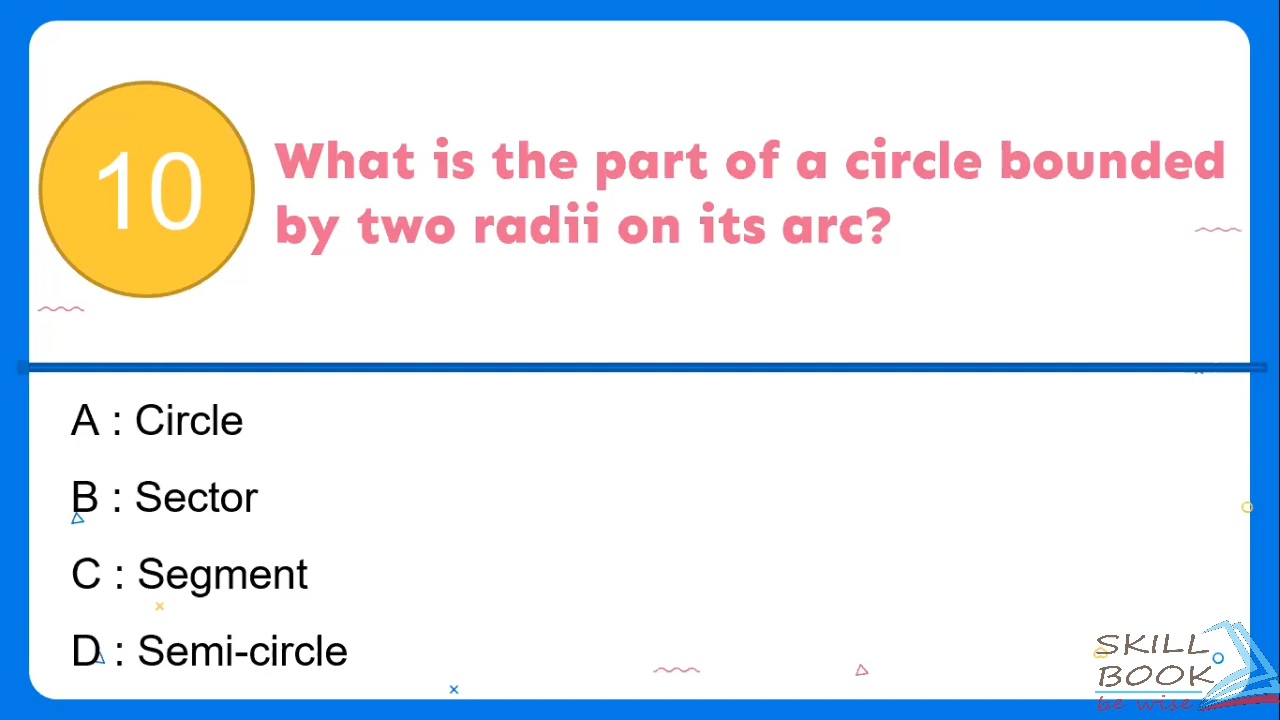 10
What is the part of a circle bounded
by two radii on its arc?
A : Circle
B : Sector
C : Segment
D : Semi-circle
SKILL
BOOK
be wise